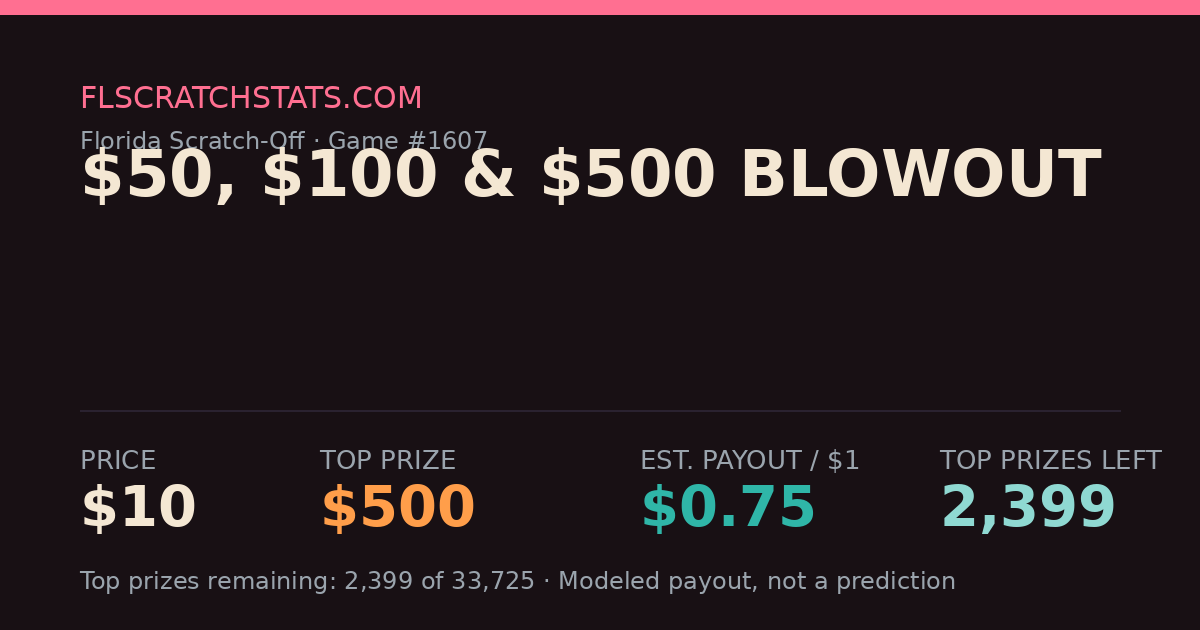 FLSCRATCHSTATS.COM
Florida Scratch-Off · Game #1607
$50, $100 & $500 BLOWOUT
PRICE
TOP PRIZE
EST. PAYOUT / $1
TOP PRIZES LEFT
$10
$500
$0.75
2,399
Top prizes remaining: 2,399 of 33,725 · Modeled payout, not a prediction